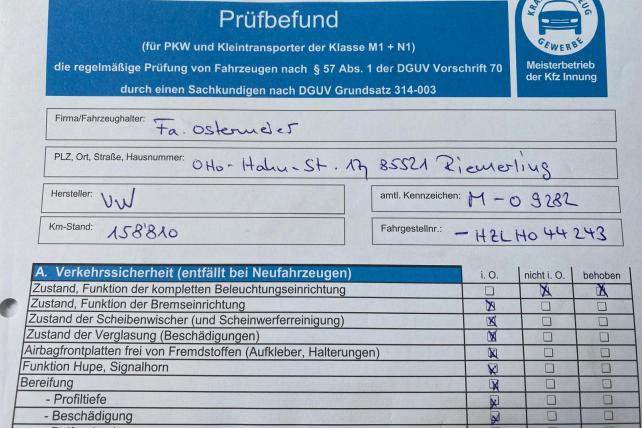 Prüfbefund
(für PKW und Kleintransporter der Klasse M1 + N1)
die regelmäßige Prüfung von Fahrzeugen nach § 57 Abs. 1 der DGUV Vorschrift 70
durch einen Sachkundigen nach DGUV Grundsatz 314-003
GEWERBE
Meisterbetrieb
der Kfz Innung
Firma/Fahrzeughalter: Fa. Ostermeier
PLZ, Ort, Straße, Hausnummer: Otto-Hahn-St. 17 85521 Riemerling
Hersteller: VW
amtl. Kennzeichen: M-O 9282
Km-Stand: 158'810
Fahrgestellnr.: -HZLHO44243
A. Verkehrssicherheit (entfällt bei Neufahrzeugen) i. O. nicht i. O. behoben
Zustand, Funktion der kompletten Beleuchtungseinrichtung
Zustand, Funktion der Bremseinrichtung
Zustand der Scheibenwischer (und Scheinwerferreinigung)
Zustand der Verglasung (Beschädigungen)
Airbagfrontplatten frei von Fremdstoffen (Aufkleber, Halterungen)
Funktion Hupe, Signalhorn
Bereifung
- Profiltiefe
- Beschädigung